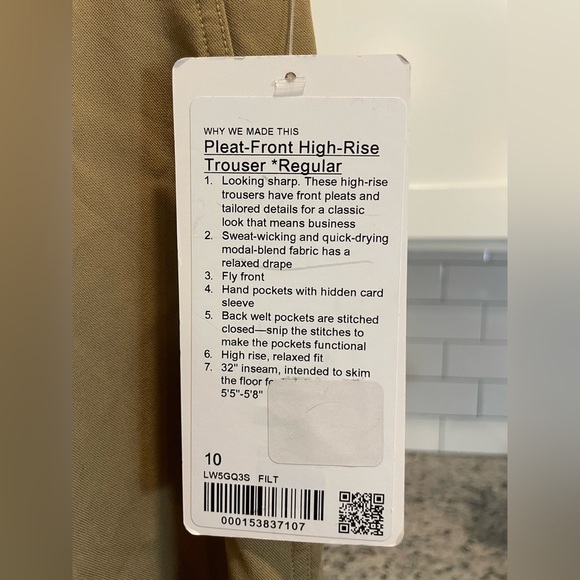 WHY WE MADE THIS
Pleat-Front High-Rise
Trouser *Regular
1. Looking sharp. These high-rise
trousers have front pleats and
tailored details for a classic
look that means business
2. Sweat-wicking and quick-drying
modal-blend fabric has a
relaxed drape
3. Fly front
4. Hand pockets with hidden card
sleeve
5. Back welt pockets are stitched
closed—snip the stitches to
make the pockets functional
6. High rise, relaxed fit
7. 32" inseam, intended to skim
the floor
5'5"-5'8"
10
LW5GQ3S FILT
000153837107